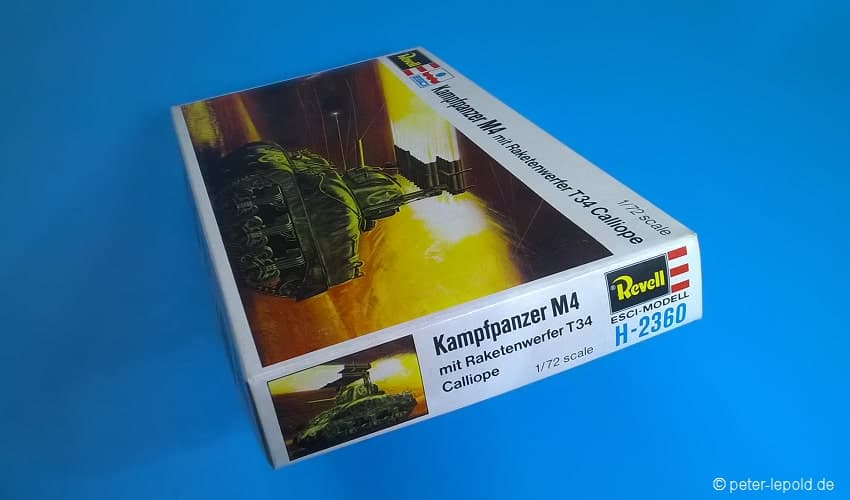 Revell
ESCI
Kampfpanzer M4 mit Raketenwerfer T34 Calliope
1/72 scale
Kampfpanzer M4
mit Raketenwerfer T34
Calliope
1/72 scale
Revell
ESCI-MODELL
H-2360
© peter-lepold.de